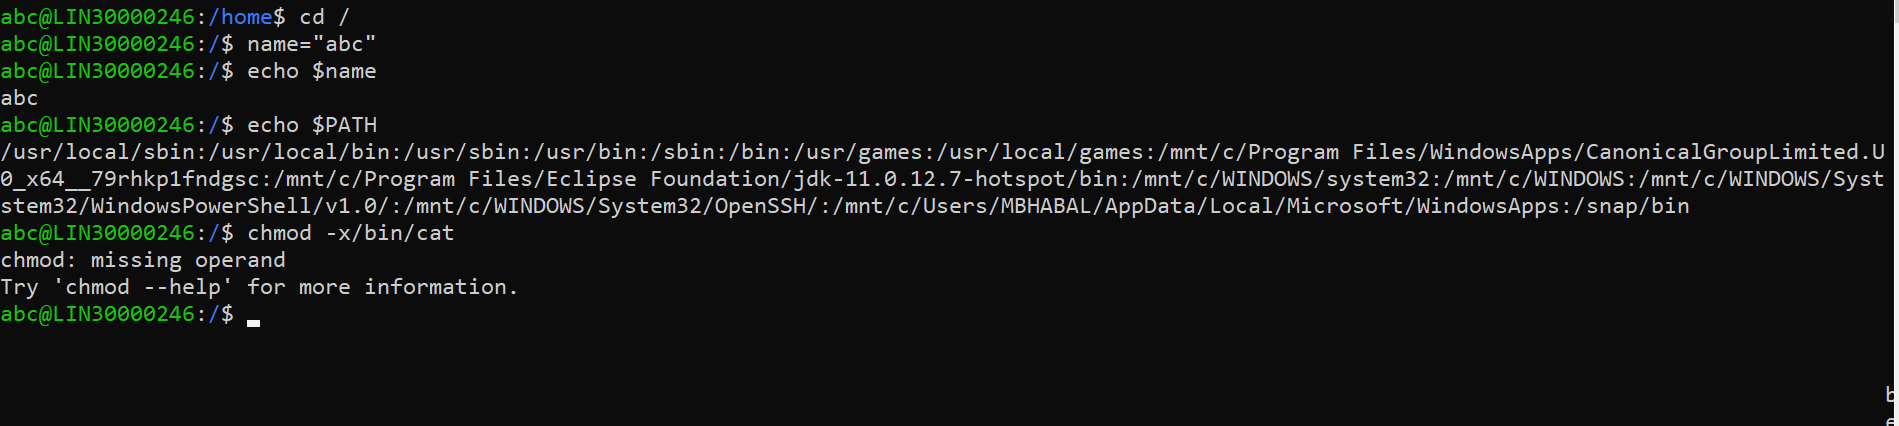 abc@LIN30000246:/home$ cd /
abc@LIN30000246:/$ name="abc"
abc@LIN30000246:/$ echo $name
abc
abc@LIN30000246:/$ echo $PATH
/usr/local/sbin:/usr/local/bin:/usr/sbin:/usr/bin:/sbin:/bin:/usr/games:/usr/local/games:/mnt/c/Program Files/WindowsApps/CanonicalGroupLimited.U
0_x64__79rhkp1fndgsc:/mnt/c/Program Files/Eclipse Foundation/jdk-11.0.12.7-hotspot/bin:/mnt/c/WINDOWS/system32:/mnt/c/WINDOWS:/mnt/c/WINDOWS/Syst
stem32/WindowsPowerShell/v1.0/:/mnt/c/WINDOWS/System32/OpenSSH/:/mnt/c/Users/MBHABAL/AppData/Local/Microsoft/WindowsApps:/snap/bin
abc@LIN30000246:/$ chmod -x/bin/cat
chmod: missing operand
Try 'chmod --help' for more information.
abc@LIN30000246:/$